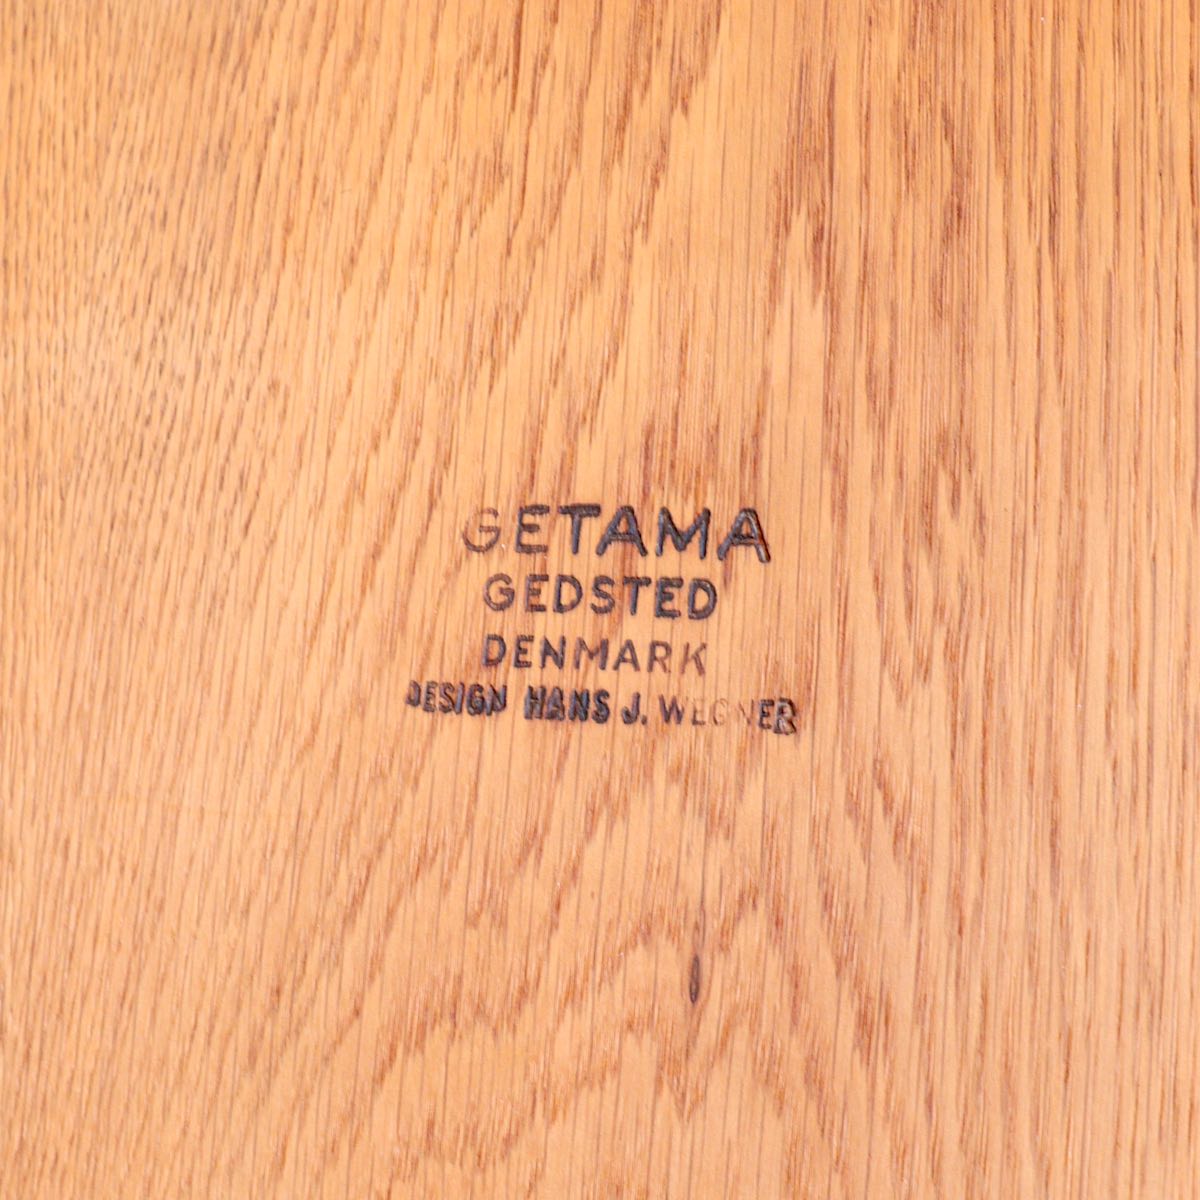 GETAMA
GEDSTED
DENMARK
DESIGN HANS J. WEGNER